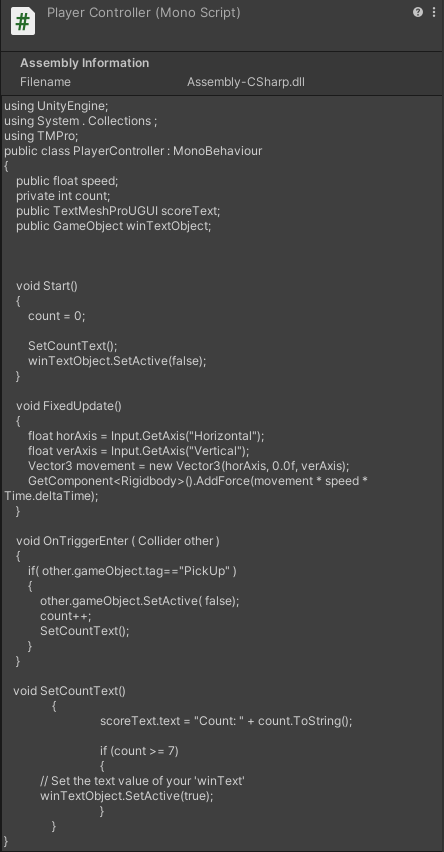 Player Controller (Mono Script)
Assembly Information
Filename Assembly-CSharp.dll
using UnityEngine;
using System . Collections ;
using TMPro;
public class PlayerController : MonoBehaviour
{
public float speed;
private int count;
public TextMeshProUGUI scoreText;
public GameObject winTextObject;
void Start()
{
count = 0;
SetCountText();
winTextObject.SetActive(false);
}
void FixedUpdate()
{
float horAxis = Input.GetAxis("Horizontal");
float verAxis = Input.GetAxis("Vertical");
Vector3 movement = new Vector3(horAxis, 0.0f, verAxis);
GetComponent<Rigidbody>().AddForce(movement * speed *
Time.deltaTime);
}
void OnTriggerEnter ( Collider other )
{
if( other.gameObject.tag=="PickUp" )
{
other.gameObject.SetActive( false);
count++;
SetCountText();
}
}
void SetCountText()
{
scoreText.text = "Count: " + count.ToString();
if (count >= 7)
{
// Set the text value of your 'winText'
winTextObject.SetActive(true);
}
}
}